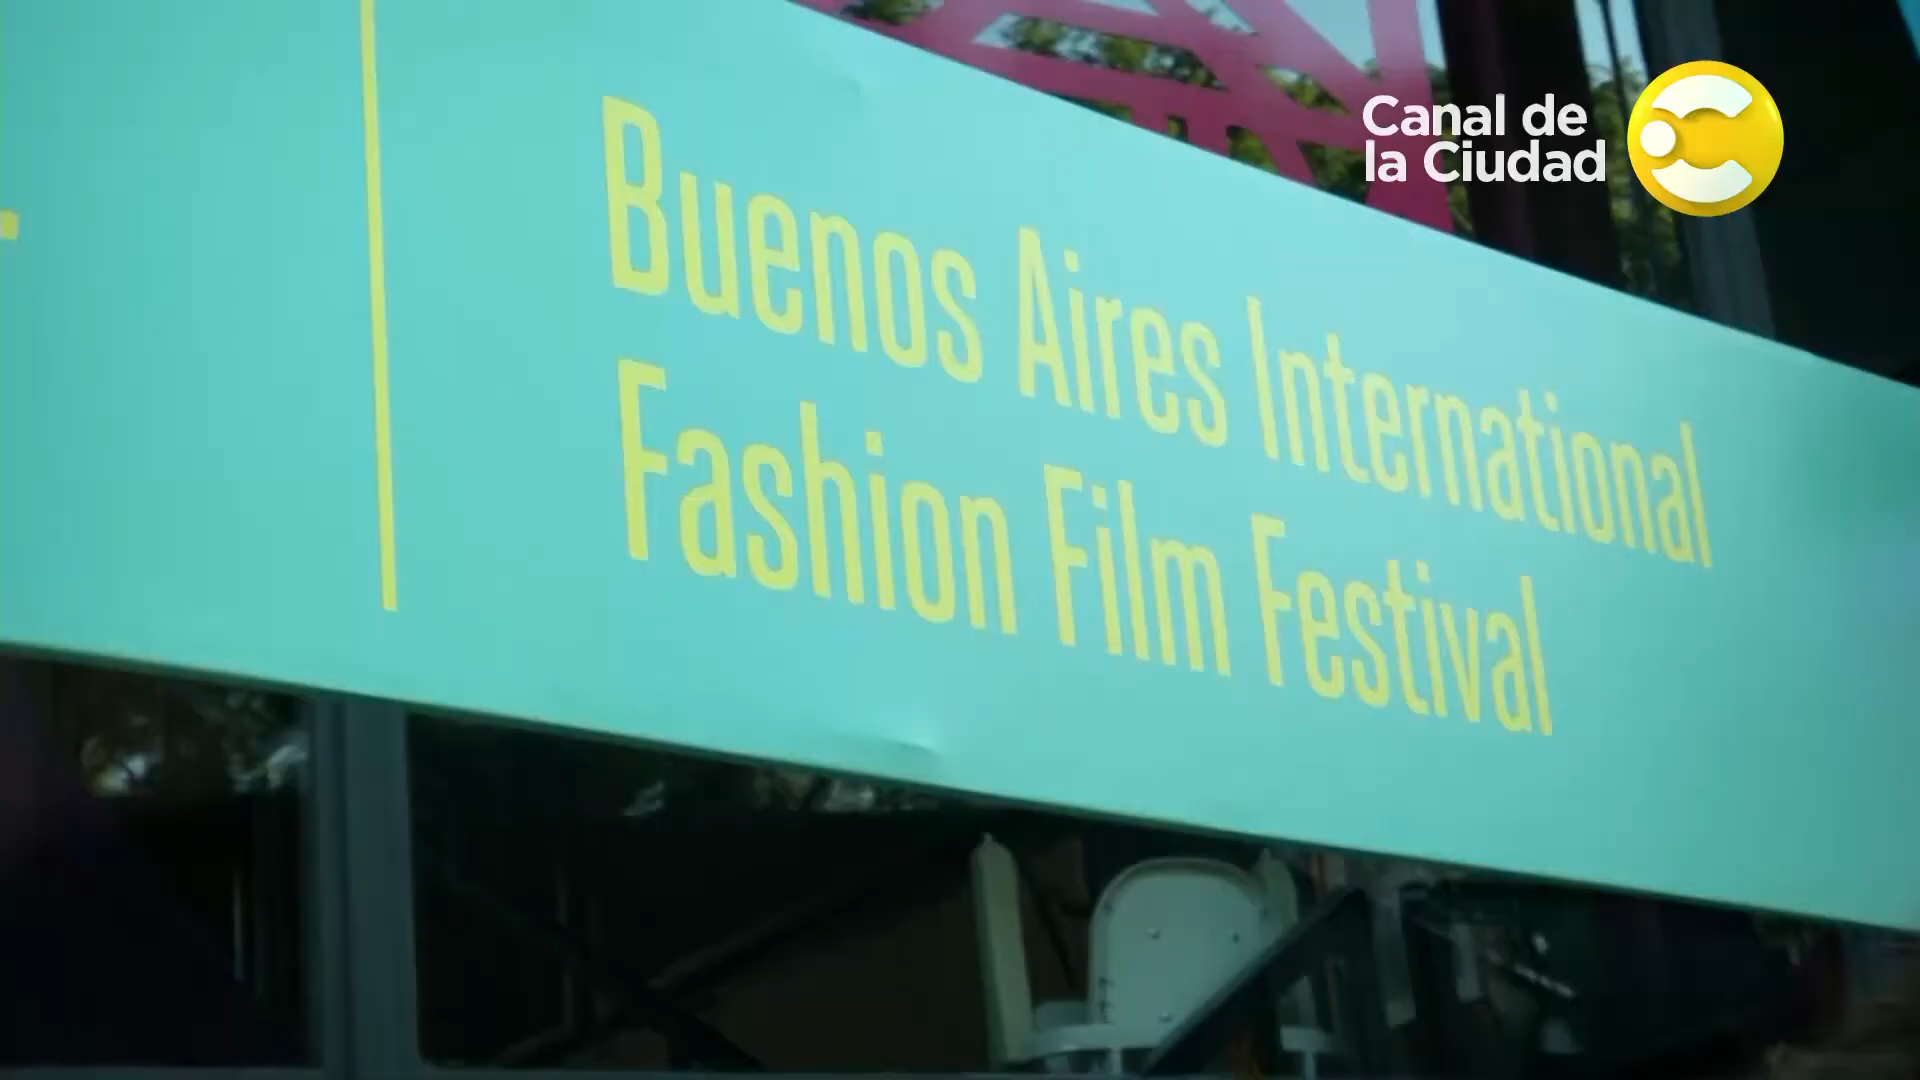 Canal de
la Ciudad
Buenos Aires International
Fashion Film Festival